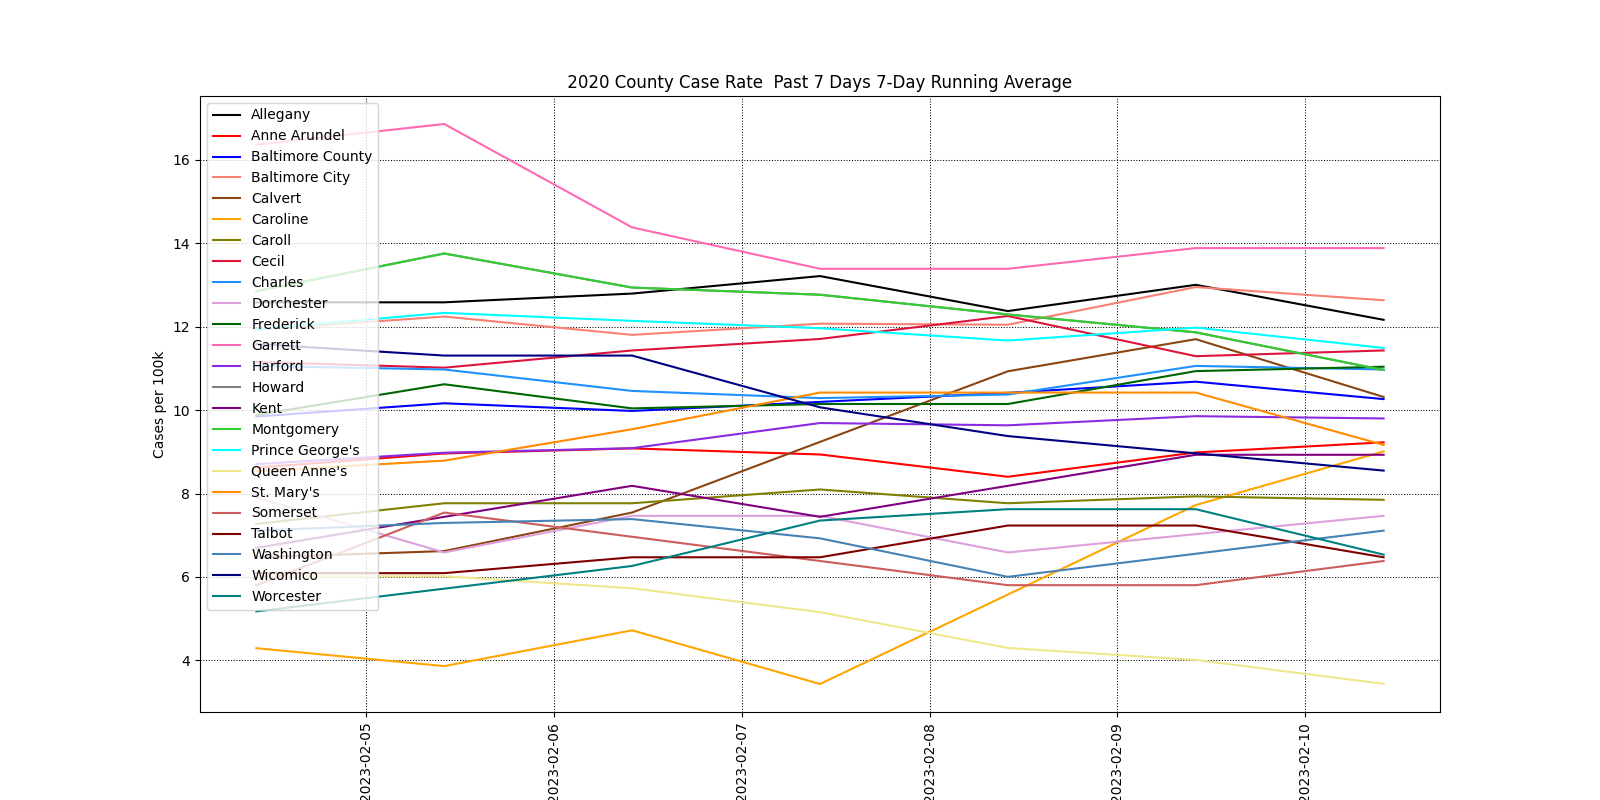 2020 County Case Rate  Past 7 Days 7-Day Running Average
Cases per 100k
16
14
12
10
8
6
4
Allegany
Anne Arundel
Baltimore County
Baltimore City
Calvert
Caroline
Caroll
Cecil
Charles
Dorchester
Frederick
Garrett
Harford
Howard
Kent
Montgomery
Prince George's
Queen Anne's
St. Mary's
Somerset
Talbot
Washington
Wicomico
Worcester
2023-02-05
2023-02-06
2023-02-07
2023-02-08
2023-02-09
2023-02-10